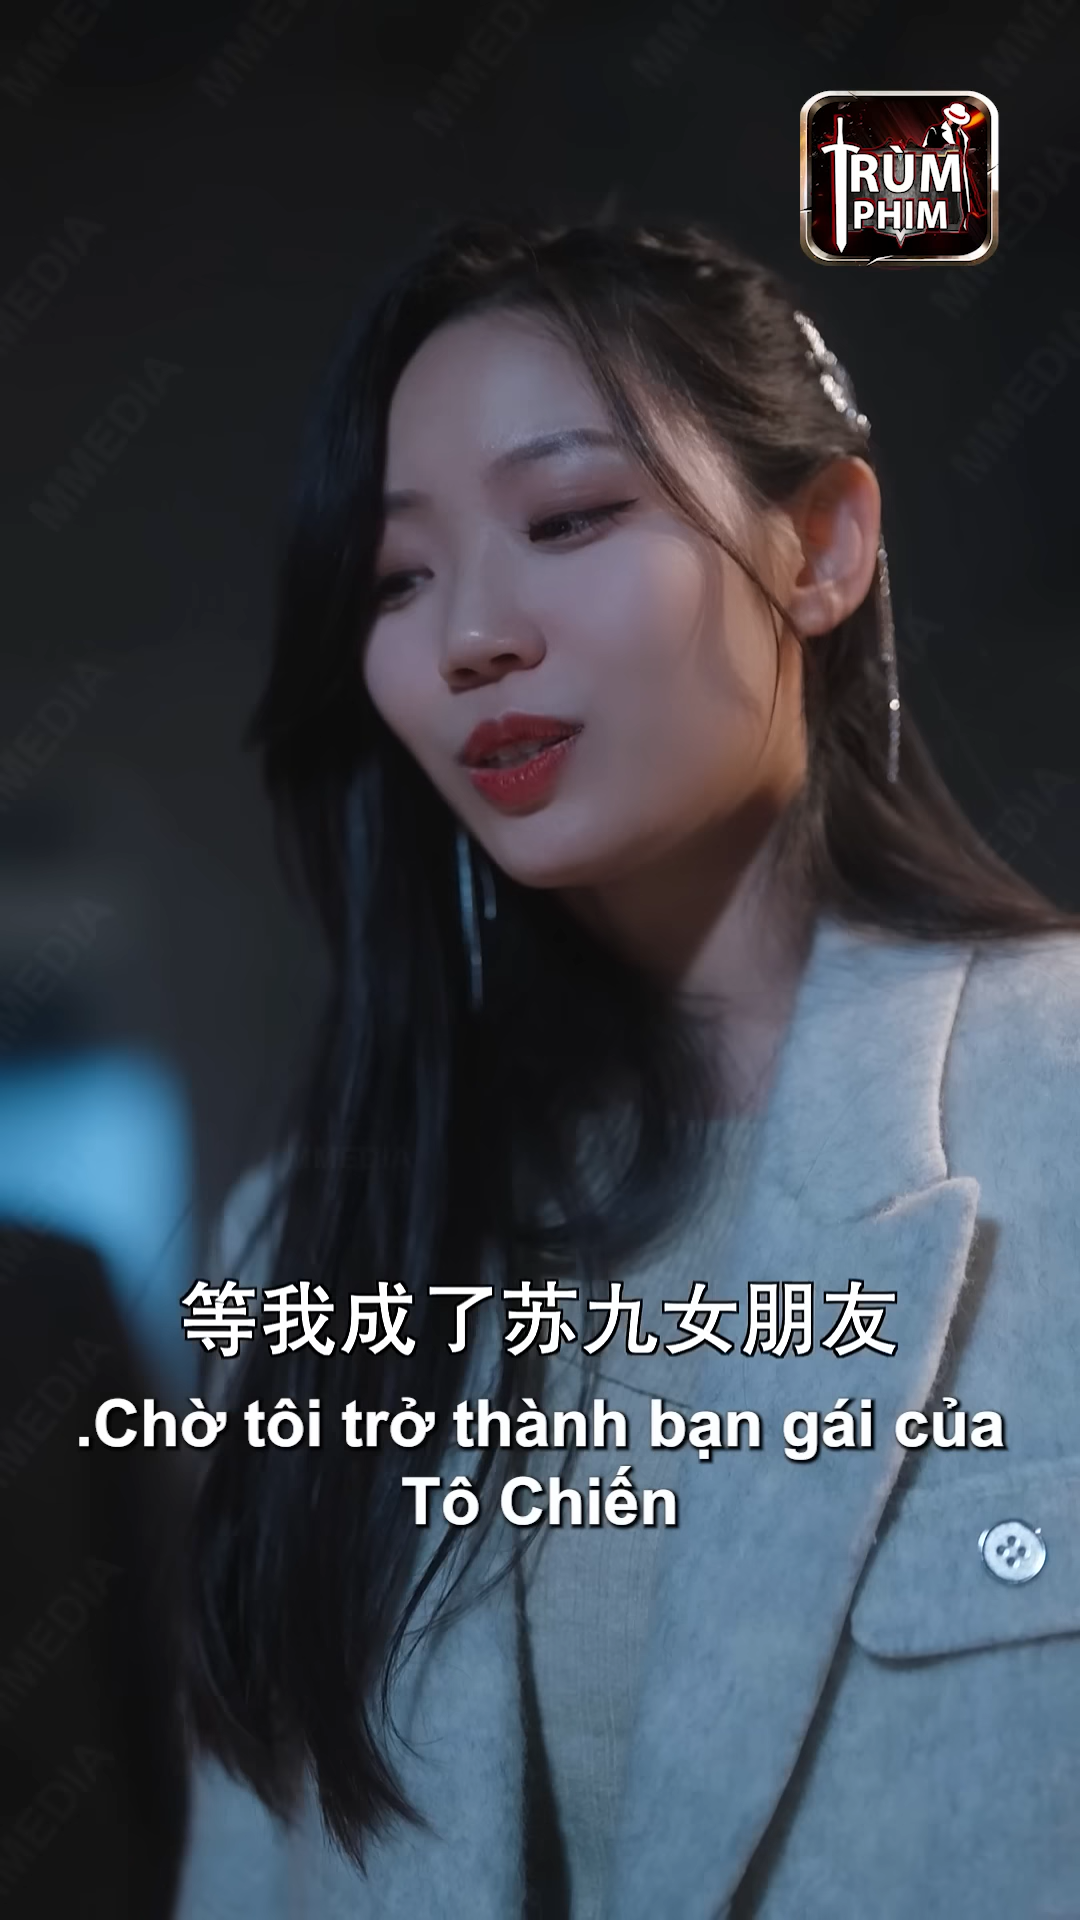 TRÙM
PHIM
等我成了苏九女朋友
.Chờ tôi trở thành bạn gái của
Tô Chiến
MMEDIA